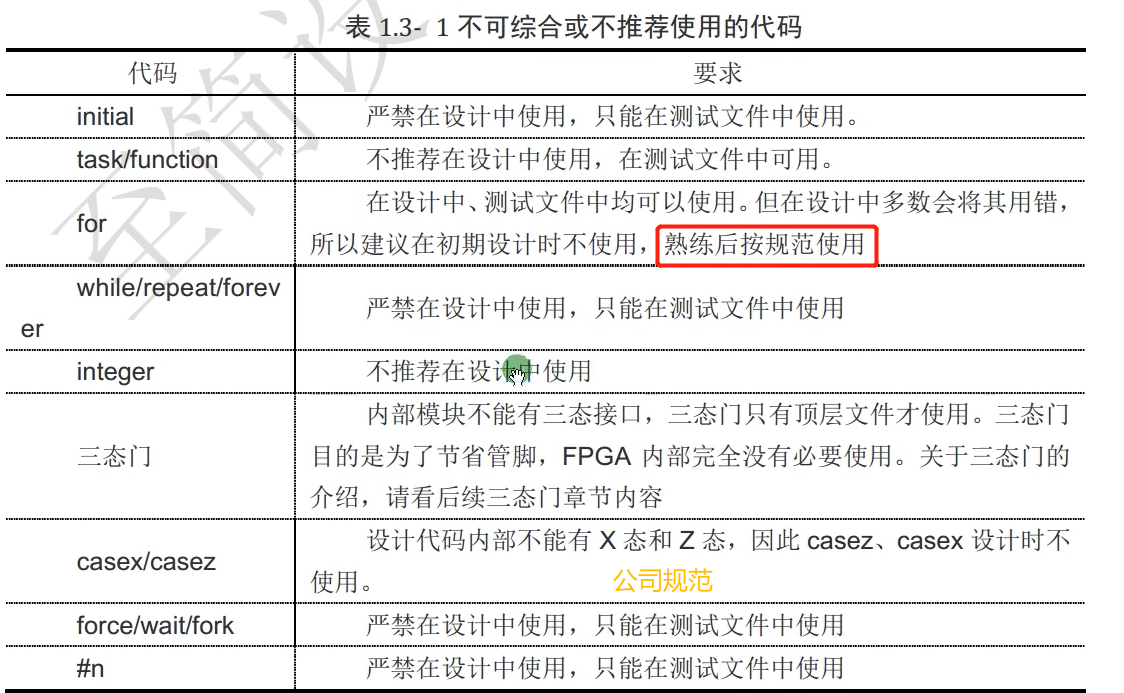 表 1.3- 1 不可综合或不推荐使用的代码
代码 要求
initial 严禁在设计中使用，只能在测试文件中使用。
task/function 不推荐在设计中使用，在测试文件中可用。
for 在设计中、测试文件中均可以使用。但在设计中多数会将其用错，
所以建议在初期设计时不使用，熟练后按规范使用
while/repeat/forev
er
严禁在设计中使用，只能在测试文件中使用
integer 不推荐在设计中使用
三态门 内部模块不能有三态接口，三态门只有顶层文件才使用。三态门
目的是为了节省管脚，FPGA 内部完全没有必要使用。关于三态门的
介绍，请看后续三态门章节内容
casex/casez 设计代码内部不能有 X 态和 Z 态，因此 casez、casex 设计时不
使用。
公司规范
force/wait/fork 严禁在设计中使用，只能在测试文件中使用
#n 严禁在设计中使用，只能在测试文件中使用
至简设